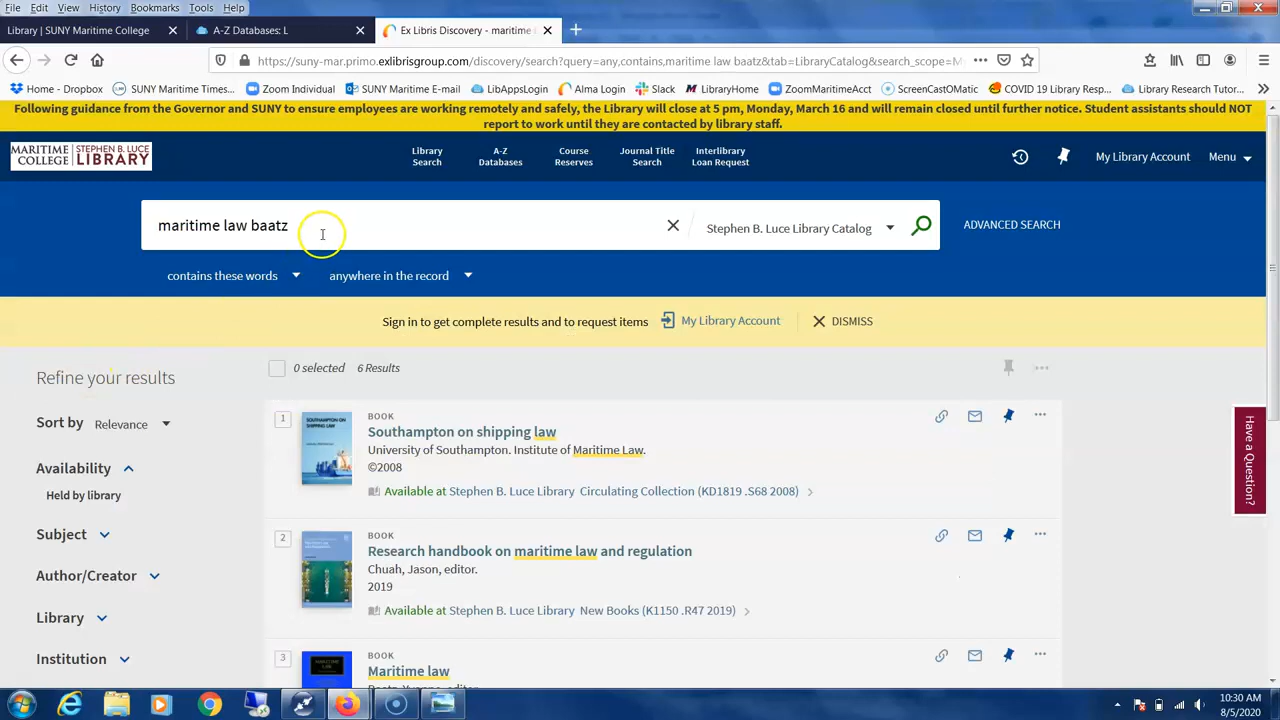 File Edit View History Bookmarks Tools Help
Library | SUNY Maritime College
A-Z Databases: L
Ex Libris Discovery - maritime
https://suny-mar.primo.exlibrisgroup.com/discovery/search?query=any,contains,maritime law baatz&tab=LibraryCatalog&search_scope=M
Home - Dropbox SUNY Maritime Times... Zoom Individual SUNY Maritime E-mail LibAppsLogin Alma Login Slack LibraryHome ZoomMaritimeAcct ScreenCastOMatic COVID 19 Library Resp... Library Research Tutor...
Following guidance from the Governor and SUNY to ensure employees are working remotely and safely, the Library will close at 5 pm, Monday, March 16 and will remain closed until further notice. Student assistants should NOT
report to work until they are contacted by library staff.
MARITIME COLLEGE
STEPHEN B. LUCE LIBRARY
Library Search
A-Z Databases
Course Reserves
Journal Title Search
Interlibrary Loan Request
My Library Account
Menu
maritime law baatz
Stephen B. Luce Library Catalog
ADVANCED SEARCH
contains these words
anywhere in the record
Sign in to get complete results and to request items
My Library Account
DISMISS
Refine your results
Sort by Relevance
Availability
Held by library
Subject
Author/Creator
Library
Institution
0 selected 6 Results
1
BOOK
Southampton on shipping law
University of Southampton. Institute of Maritime Law.
©2008
Available at Stephen B. Luce Library Circulating Collection (KD1819 .S68 2008)
2
BOOK
Research handbook on maritime law and regulation
Chuah, Jason, editor.
2019
Available at Stephen B. Luce Library New Books (K1150 .R47 2019)
3
BOOK
Maritime law
Have a Question?
10:30 AM
8/5/2020